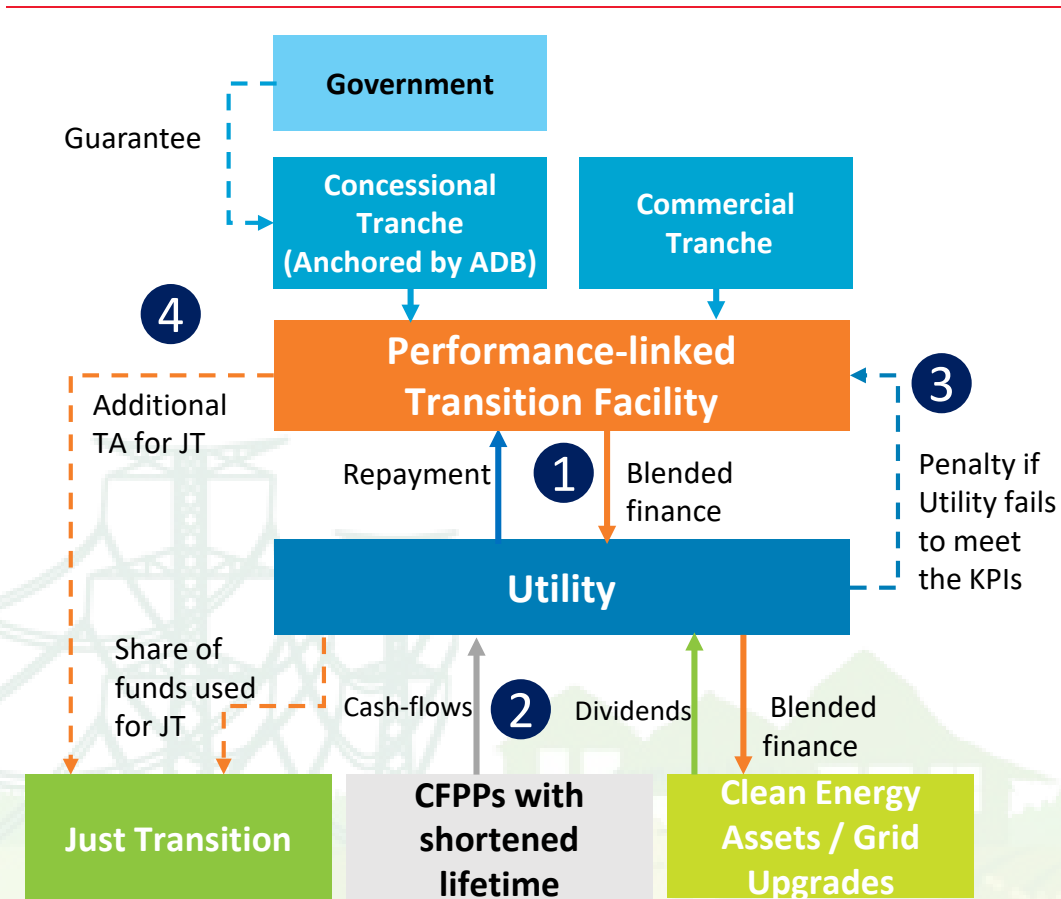 Government
Guarantee
Concessional
Tranche
(Anchored by ADB)
Commercial
Tranche
4
Performance-linked
Transition Facility
3
Additional
TA for JT
Repayment
1
Blended
finance
Penalty if
Utility fails
to meet
the KPIs
Utility
Share of
funds used
for JT
Cash-flows
2
Dividends
Blended
finance
Just Transition
CFPPs with
shortened
lifetime
Clean Energy
Assets / Grid
Upgrades